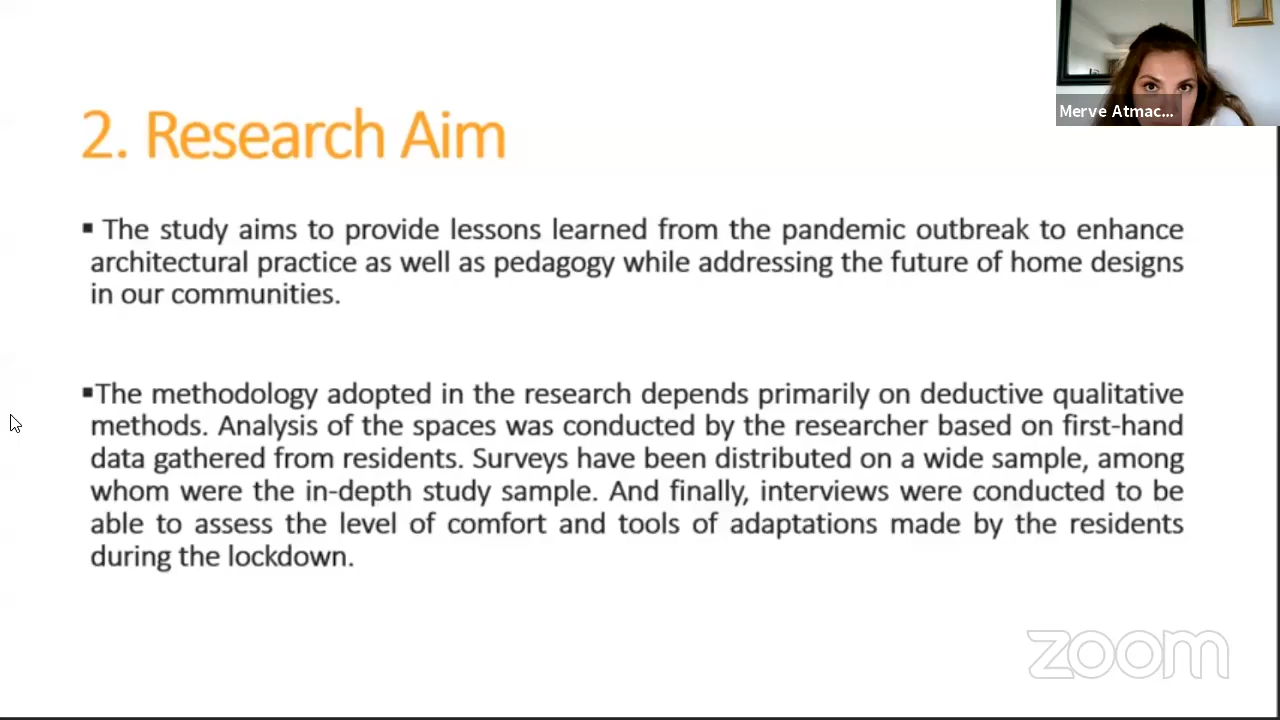 Merve Atmac...
2. Research Aim
▪ The study aims to provide lessons learned from the pandemic outbreak to enhance
architectural practice as well as pedagogy while addressing the future of home designs
in our communities.
▪The methodology adopted in the research depends primarily on deductive qualitative
methods. Analysis of the spaces was conducted by the researcher based on first-hand
data gathered from residents. Surveys have been distributed on a wide sample, among
whom were the in-depth study sample. And finally, interviews were conducted to be
able to assess the level of comfort and tools of adaptations made by the residents
during the lockdown.
zoom